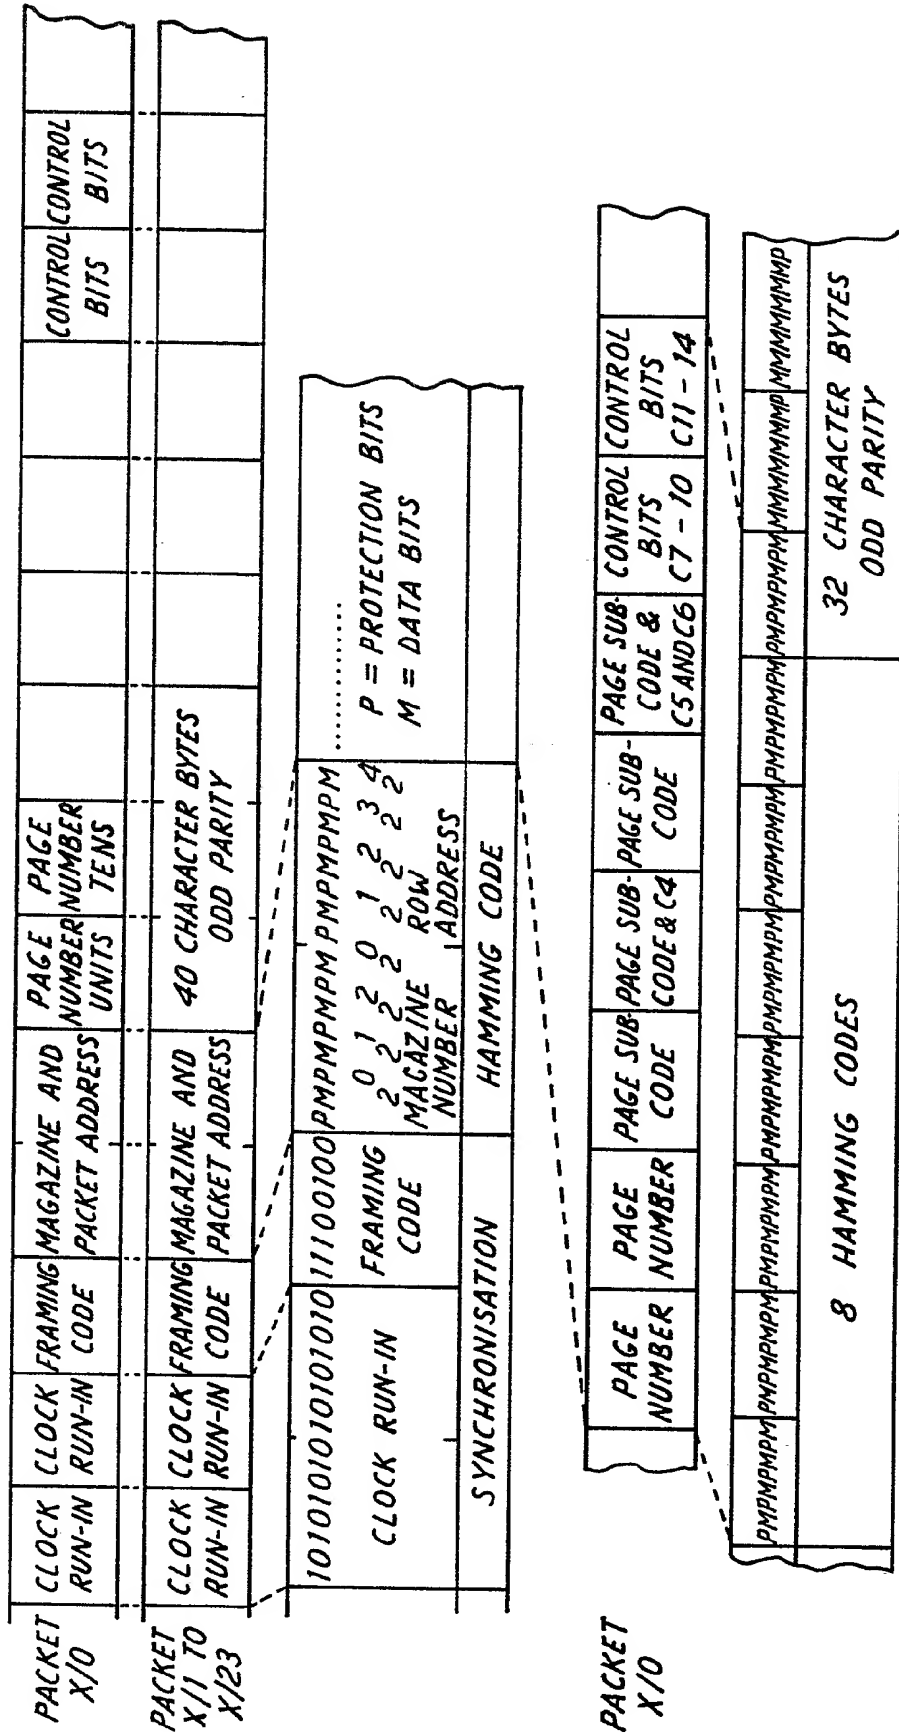 PACKET
X/0
CLOCK
RUN-IN
CLOCK
RUN-IN
FRAMING
CODE
MAGAZINE AND
PACKET ADDRESS
PAGE
NUMBER
UNITS
PAGE
NUMBER
TENS
CONTROL
BITS
CONTROL
BITS
PACKET
X/1 TO
X/23
CLOCK
RUN-IN
CLOCK
RUN-IN
FRAMING
CODE
MAGAZINE AND
PACKET ADDRESS
40 CHARACTER BYTES
ODD PARITY
1010101010101010
CLOCK RUN-IN
11100100
FRAMING
CODE
PMPMPMPM PMPMPMPM
2⁰ 2¹ 2² 2⁰ 2¹ 2² 2³ 2⁴
MAGAZINE
NUMBER
ROW
ADDRESS
............
P = PROTECTION BITS
M = DATA BITS
SYNCHRONISATION
HAMMING CODE
PACKET
X/0
PAGE
NUMBER
PAGE
NUMBER
PAGE SUB-
CODE
PAGE SUB-
CODE & C4
PAGE SUB-
CODE
PAGE SUB-
CODE &
C5 AND C6
CONTROL
BITS
C7 - 10
CONTROL
BITS
C11 - 14
PMPMPMPM PMPMPMPM PMPMPMPM PMPMPMPM PMPMPMPM PMPMPMPM PMPMPMPM PMPMPMPM MMMMMMMP MMMMMMMP
8 HAMMING CODES
32 CHARACTER BYTES
ODD PARITY